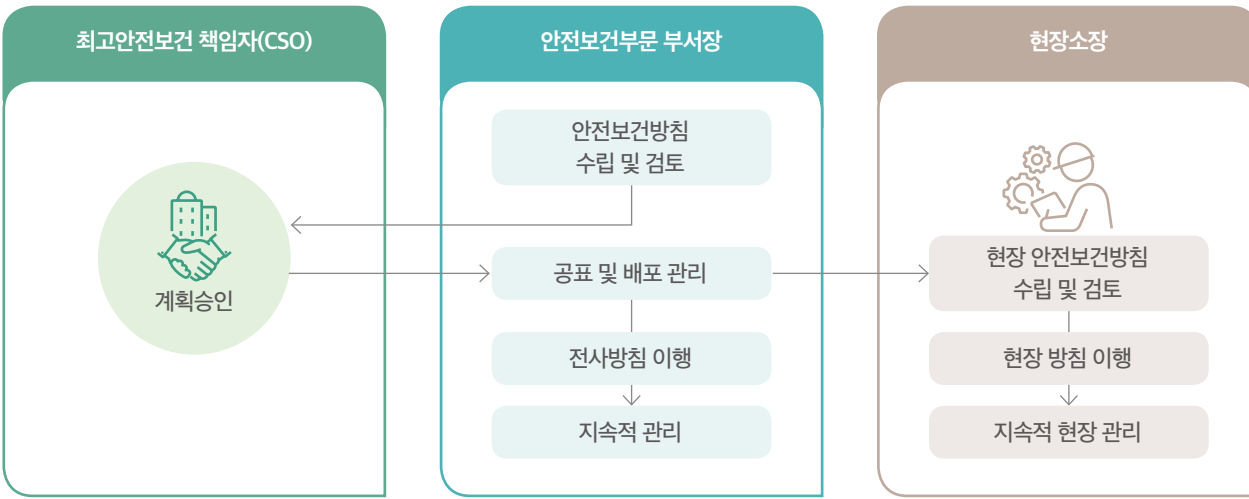 최고안전보건 책임자(CSO)
계획승인
안전보건부문 부서장
안전보건방침
수립 및 검토
공표 및 배포 관리
전사방침 이행
지속적 관리
현장소장
현장 안전보건방침
수립 및 검토
현장 방침 이행
지속적 현장 관리